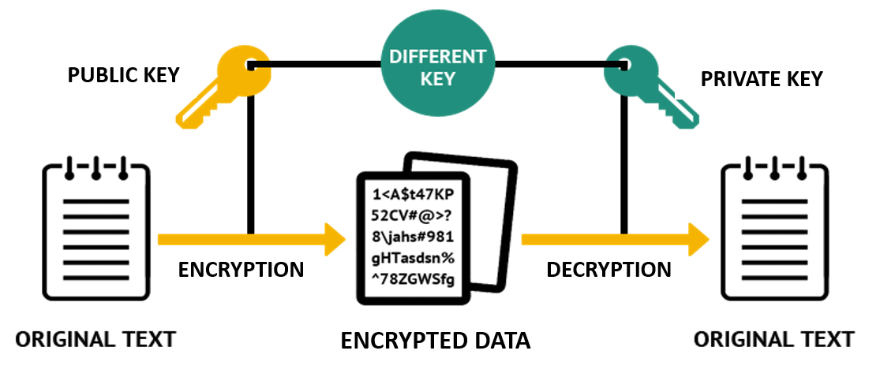 DIFFERENT
KEY
PUBLIC KEY
PRIVATE KEY
1<A$t47KP
52CV#@>?
8\jahs#981
gHTasdsn%
^78ZGWSfg
ENCRYPTION
DECRYPTION
ORIGINAL TEXT
ENCRYPTED DATA
ORIGINAL TEXT